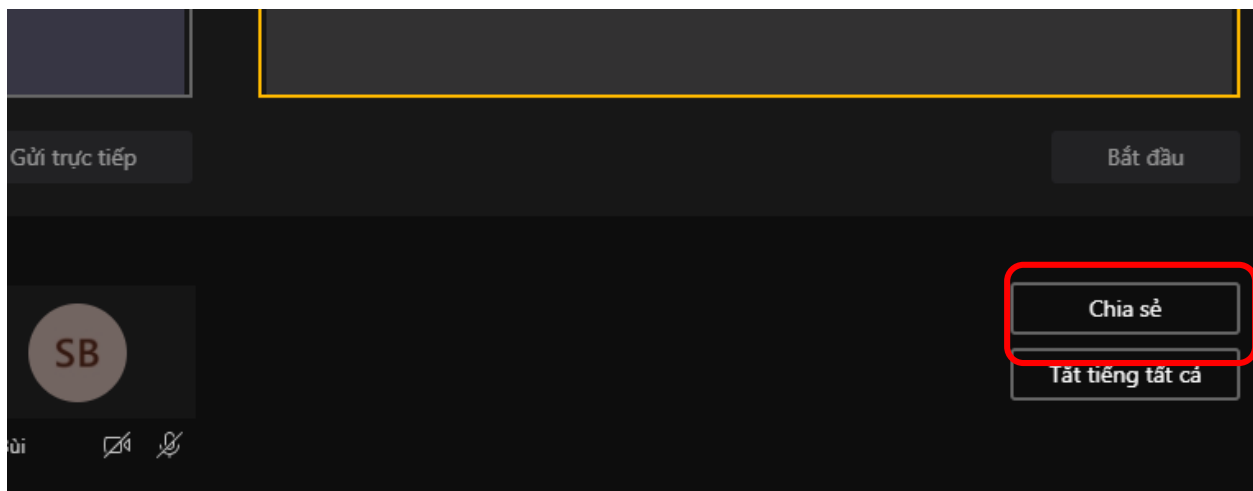 Gửi trực tiếp
Bắt đầu
Chia sẻ
Tắt tiếng tất cả
SB